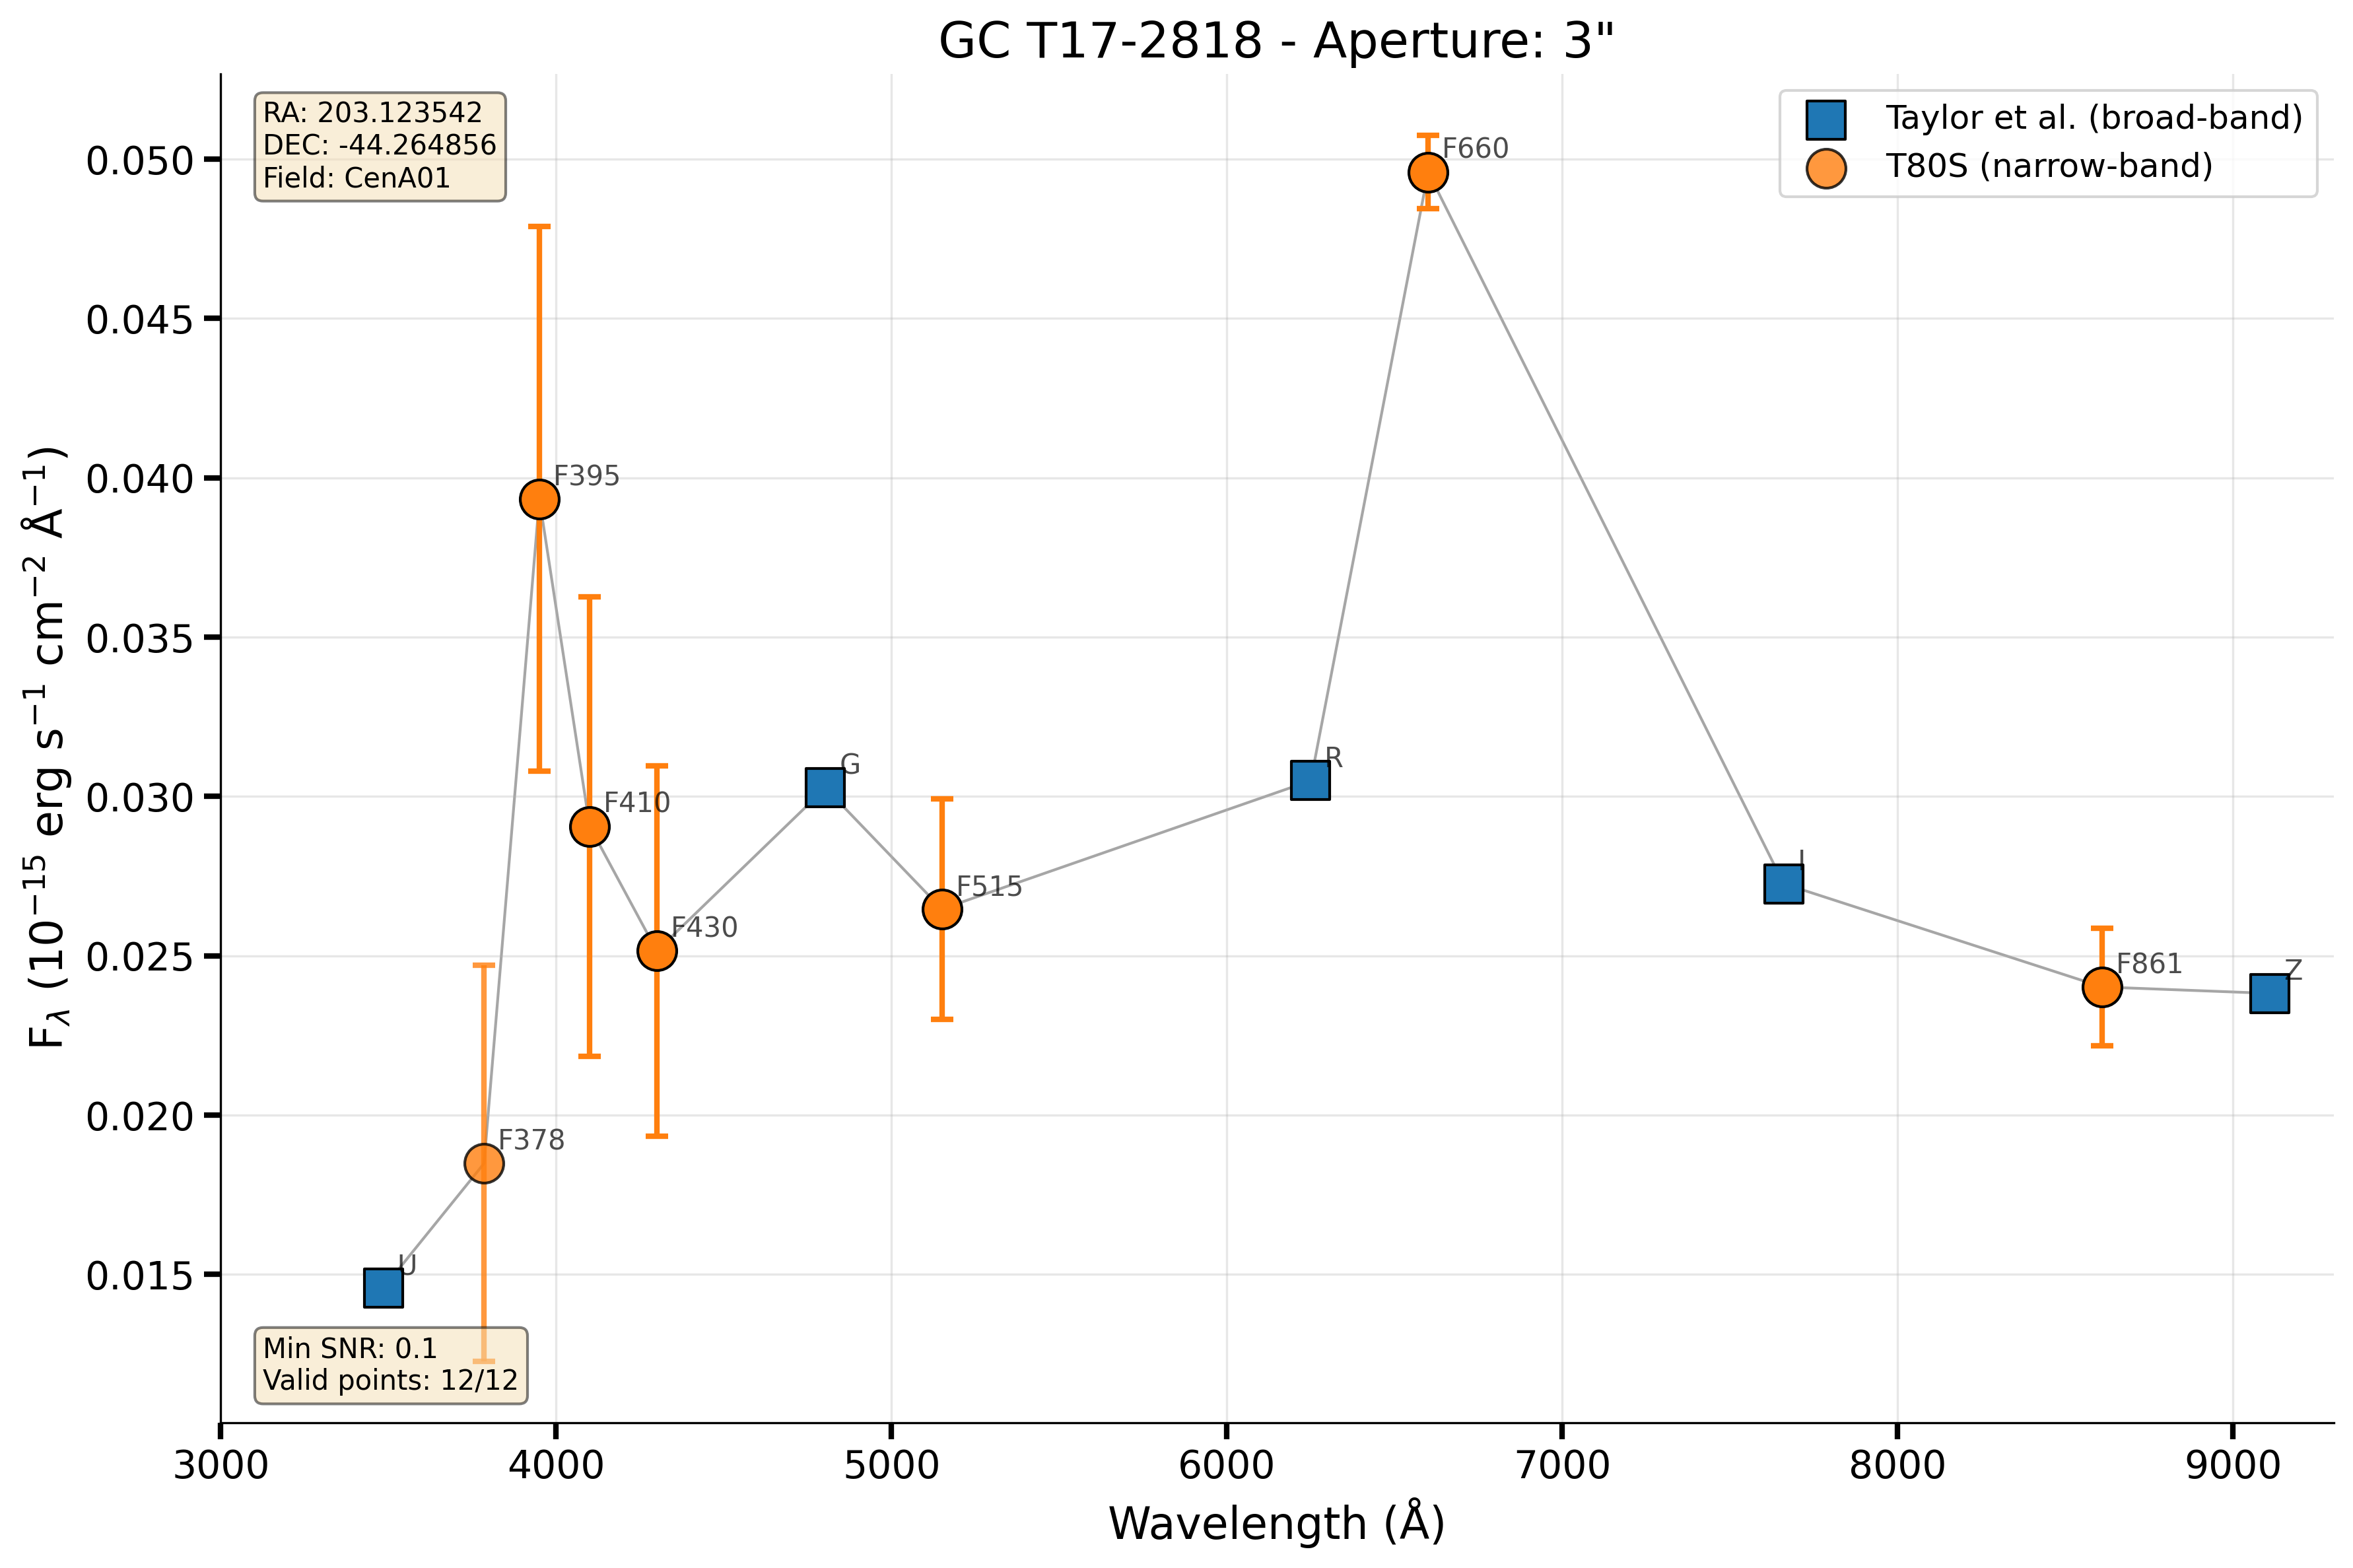 GC T17-2818 - Aperture: 3"
RA: 203.123542
DEC: -44.264856
Field: CenA01
Taylor et al. (broad-band)
T80S (narrow-band)
F660
F395
F410
G
R
F430
F515
I
F861
Z
F378
U
Min SNR: 0.1
Valid points: 12/12
0.050
0.045
0.040
0.035
0.030
0.025
0.020
0.015
F_λ (10⁻¹⁵ erg s⁻¹ cm⁻² Å⁻¹)
3000 4000 5000 6000 7000 8000 9000
Wavelength (Å)